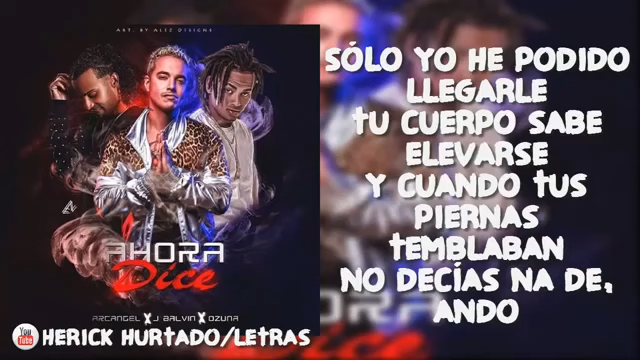 ART. BY ALEZ DESIGNS
AHORA
Dice
ARCANGEL X J BALVIN X OZUNA
You
Tube
HERICK HURTADO/LETRAS
SÓLO YO HE PODIDO
LLEGARLE
TU CUERPO SABE
ELEVARSE
Y CUANDO TUS
PIERNAS
TEMBLABAN
NO DECÍAS NA DE,
ANDO